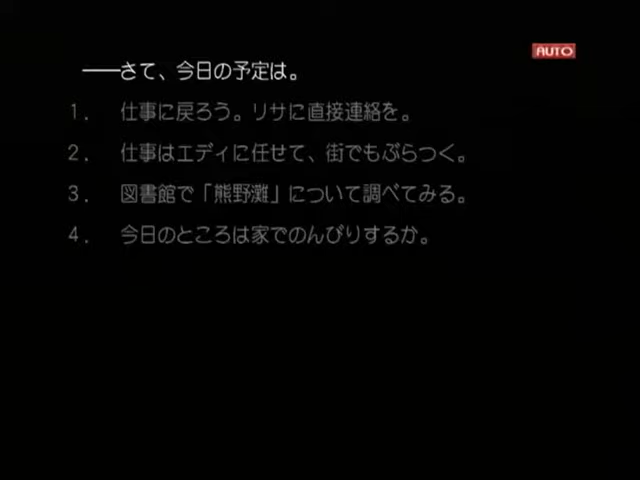 AUTO
――さて、今日の予定は。
1. 仕事に戻ろう。リサに直接連絡を。
2. 仕事はエディに任せて、街でもぶらつく。
3. 図書館で「熊野灘」について調べてみる。
4. 今日のところは家でのんびりするか。